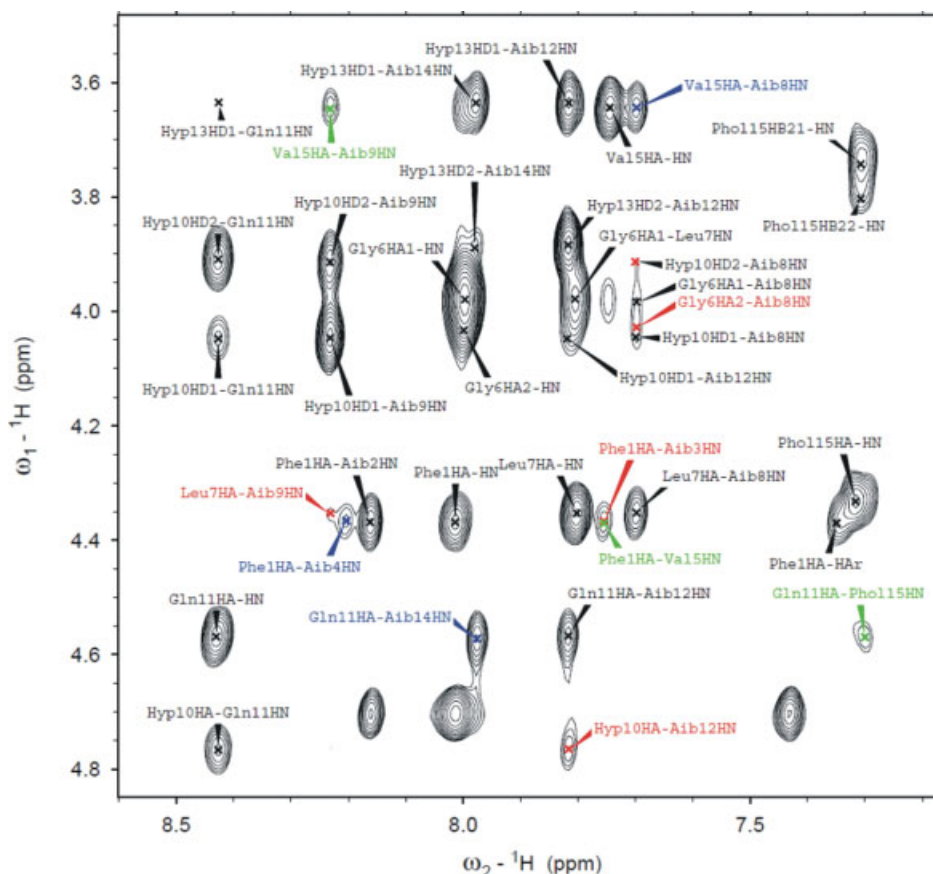 3.6
3.8
4.0
4.2
4.4
4.6
4.8
ω1 - 1H (ppm)
Hyp13HD1-Aib12HN
Hyp13HD1-Aib14HN
Val5HA-Aib8HN
Hyp13HD1-Gln11HN
Val5HA-Aib9HN
Val5HA-HN
Phol15HB21-HN
Hyp13HD2-Aib14HN
Hyp10HD2-Gln11HN
Hyp10HD2-Aib9HN
Hyp13HD2-Aib12HN
Phol15HB22-HN
Gly6HA1-HN
Gly6HA1-Leu7HN
Hyp10HD2-Aib8HN
Gly6HA1-Aib8HN
Gly6HA2-Aib8HN
Hyp10HD1-Aib8HN
Hyp10HD1-Gln11HN
Hyp10HD1-Aib9HN
Gly6HA2-HN
Hyp10HD1-Aib12HN
Phe1HA-Aib3HN
Phol15HA-HN
Phe1HA-Aib2HN
Phe1HA-HN
Leu7HA-HN
Leu7HA-Aib8HN
Leu7HA-Aib9HN
Phe1HA-Aib4HN
Phe1HA-Val5HN
Phe1HA-HAr
Gln11HA-HN
Gln11HA-Aib14HN
Gln11HA-Aib12HN
Gln11HA-Phol15HN
Hyp10HA-Gln11HN
Hyp10HA-Aib12HN
8.5
8.0
7.5
ω2 - 1H (ppm)